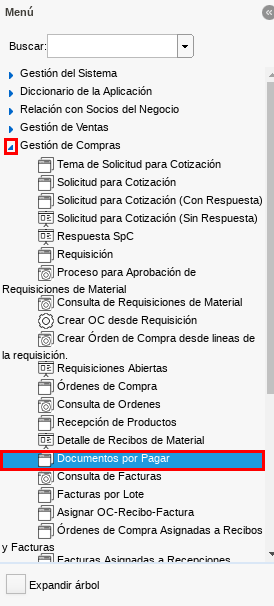 Menú
Buscar:
Gestión del Sistema
Diccionario de la Aplicación
Relación con Socios del Negocio
Gestión de Ventas
Gestión de Compras
Tema de Solicitud para Cotización
Solicitud para Cotización
Solicitud para Cotización (Con Respuesta)
Solicitud para Cotización (Sin Respuesta)
Respuesta SpC
Requisición
Proceso para Aprobación de
Requisiciones de Material
Consulta de Requisiciones de Material
Crear OC desde Requisición
Crear Órden de Compra desde lineas de
la requisición.
Requisiciones Abiertas
Órdenes de Compra
Consulta de Ordenes
Recepción de Productos
Detalle de Recibos de Material
Documentos por Pagar
Consulta de Facturas
Facturas por Lote
Asignar OC-Recibo-Factura
Órdenes de Compra Asignadas a Recibos
y Facturas
Facturas Asignadas a Recepciones
Expandir árbol